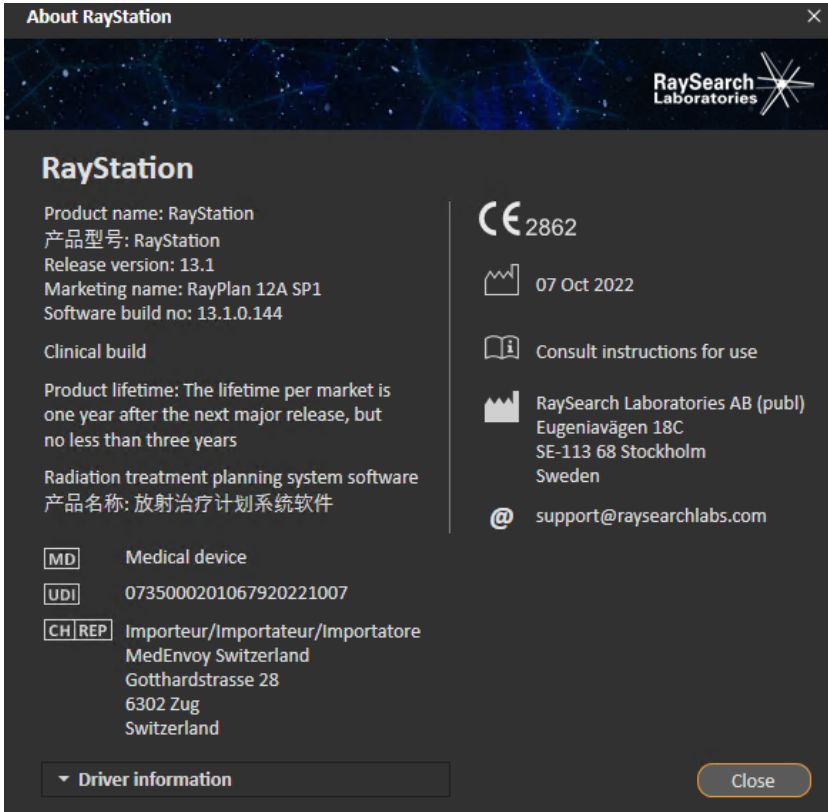 About RayStation
RaySearch
Laboratories
RayStation
Product name: RayStation
产品型号: RayStation
Release version: 13.1
Marketing name: RayPlan 12A SP1
Software build no: 13.1.0.144
Clinical build
Product lifetime: The lifetime per market is
one year after the next major release, but
no less than three years
Radiation treatment planning system software
产品名称: 放射治疗计划系统软件
CE 2862
07 Oct 2022
Consult instructions for use
RaySearch Laboratories AB (publ)
Eugeniavägen 18C
SE-113 68 Stockholm
Sweden
@ support@raysearchlabs.com
MD Medical device
UDI 0735000201067920221007
CH REP Importeur/Importateur/Importatore
MedEnvoy Switzerland
Gotthardstrasse 28
6302 Zug
Switzerland
Driver information
Close